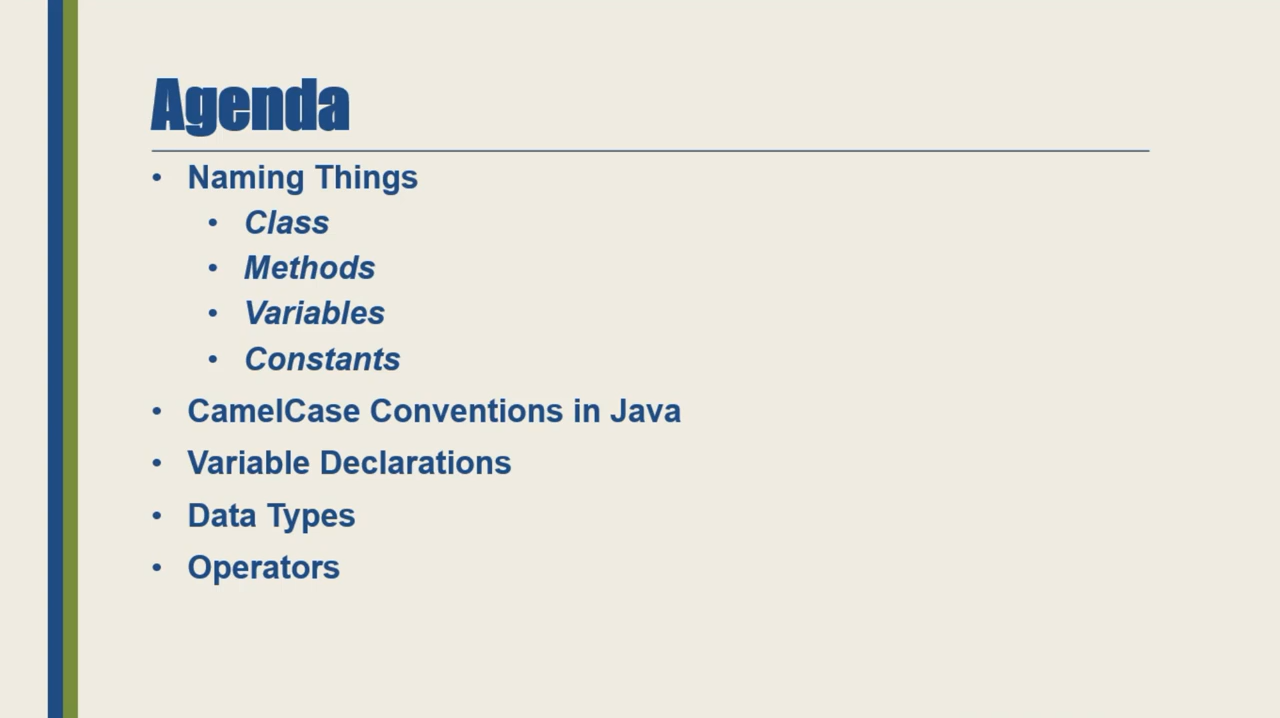 Agenda
• Naming Things
• Class
• Methods
• Variables
• Constants
• CamelCase Conventions in Java
• Variable Declarations
• Data Types
• Operators